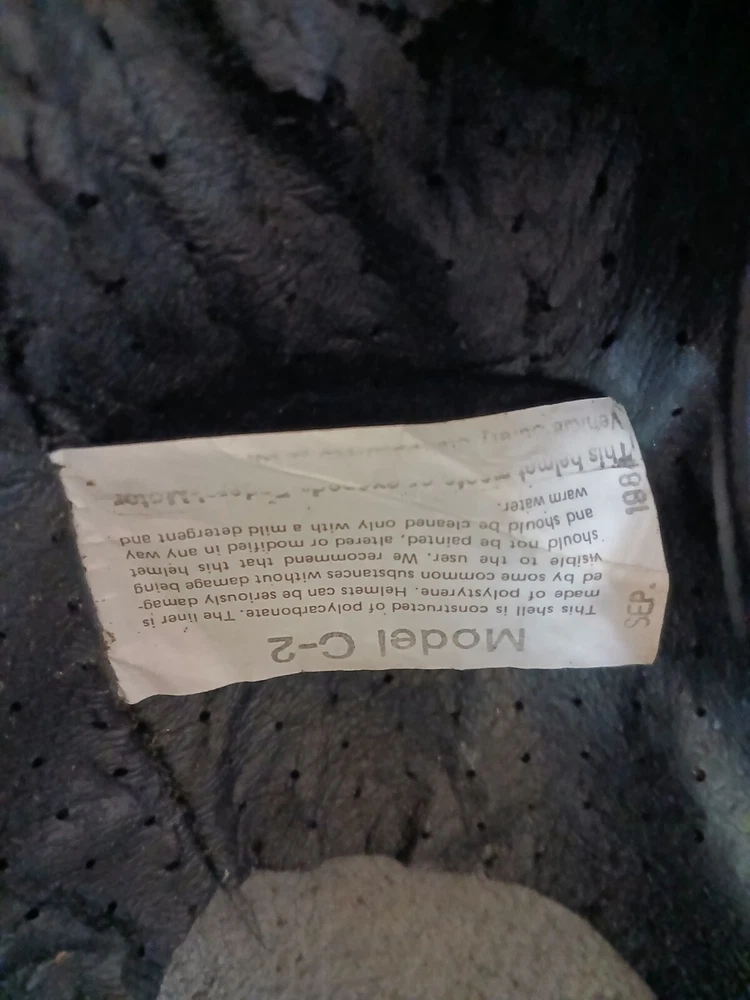 Model C-2
This shell is constructed of polycarbonate. The liner is
made of polystyrene. Helmets can be seriously damag-
ed by some common substances without damage being
visible to the user. We recommend that this helmet
should not be painted, altered or modified in any way
and should be cleaned only with a mild detergent and
warm water.
This helmet meets or exceeds Federal Motor
Vehicle
SEP.